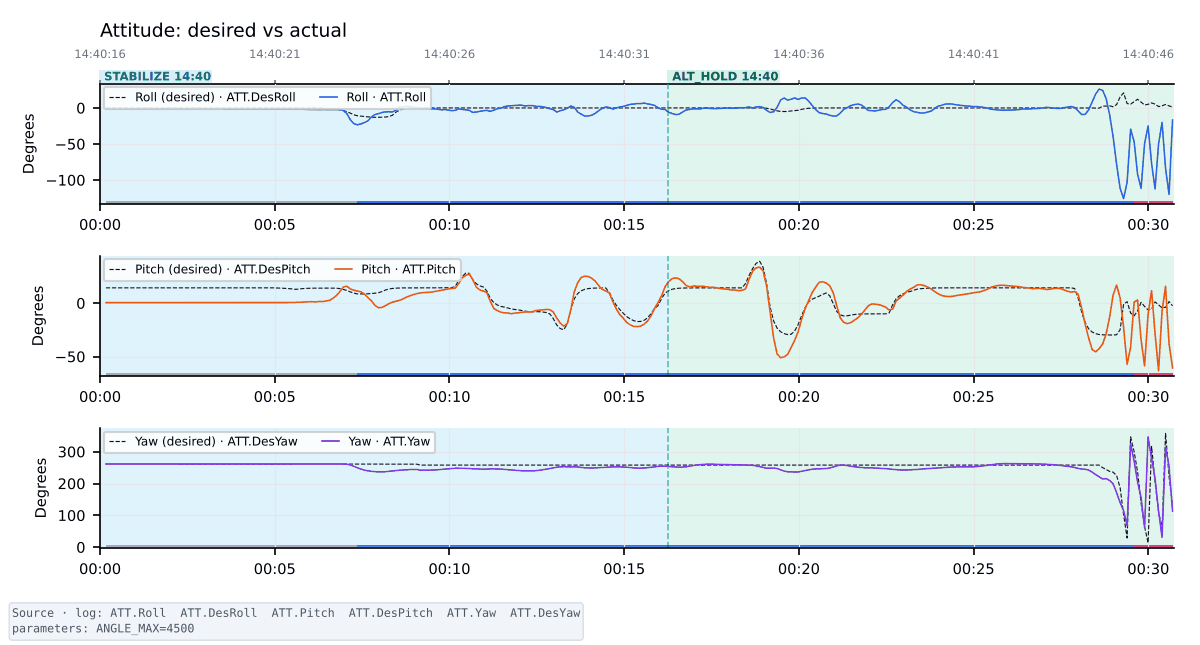 Attitude: desired vs actual
14:40:16 14:40:21 14:40:26 14:40:31 14:40:36 14:40:41 14:40:46
STABILIZE 14:40 ALT_HOLD 14:40
Roll (desired) · ATT.DesRoll Roll · ATT.Roll
Degrees
0
−50
−100
00:00 00:05 00:10 00:15 00:20 00:25 00:30
Pitch (desired) · ATT.DesPitch Pitch · ATT.Pitch
Degrees
0
−50
00:00 00:05 00:10 00:15 00:20 00:25 00:30
Yaw (desired) · ATT.DesYaw Yaw · ATT.Yaw
Degrees
300
200
100
0
00:00 00:05 00:10 00:15 00:20 00:25 00:30
Source · log: ATT.Roll ATT.DesRoll ATT.Pitch ATT.DesPitch ATT.Yaw ATT.DesYaw
parameters: ANGLE_MAX=4500